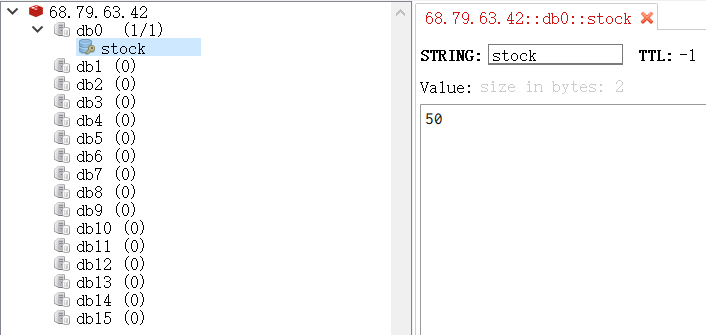 68.79.63.42
db0 (1/1)
stock
db1 (0)
db2 (0)
db3 (0)
db4 (0)
db5 (0)
db6 (0)
db7 (0)
db8 (0)
db9 (0)
db10 (0)
db11 (0)
db12 (0)
db13 (0)
db14 (0)
db15 (0)
68.79.63.42::db0::stock
STRING: stock TTL: -1
Value: size in bytes: 2
50